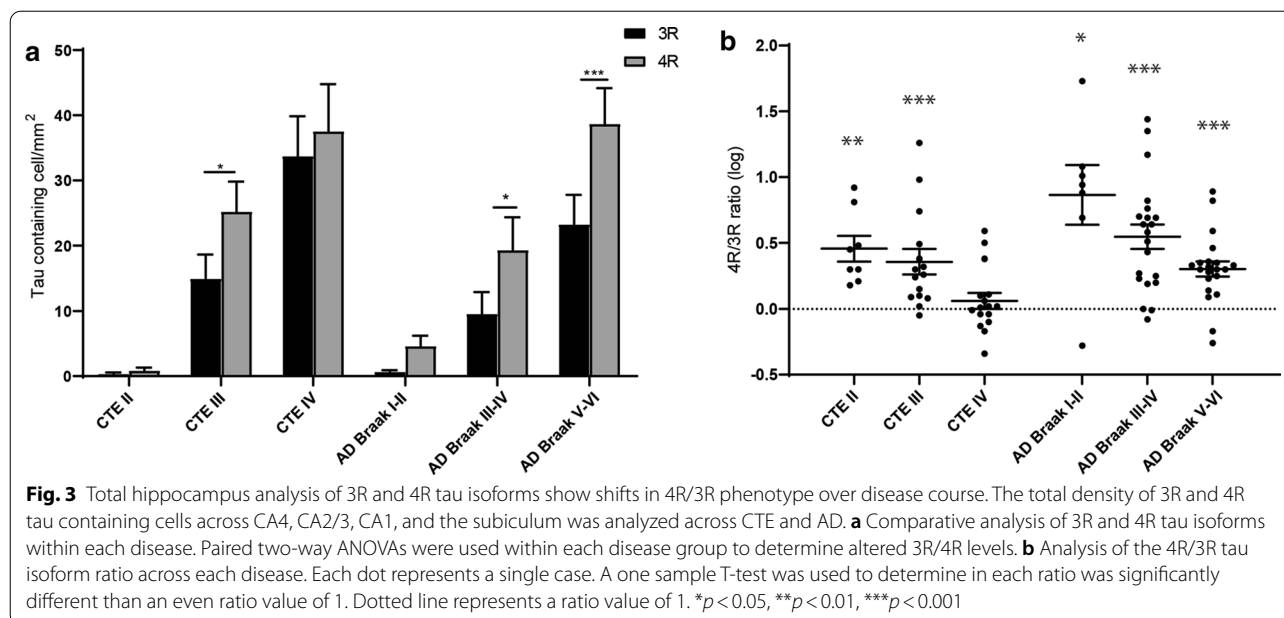 a
3R
4R
Tau containing cell/mm²
50
40
30
20
10
0
*
*
***
CTE II
CTE III
CTE IV
AD Braak I-II
AD Braak III-IV
AD Braak V-VI
b
4R/3R ratio (log)
2.0
1.5
1.0
0.5
0.0
-0.5
**
***
*
***
***
CTE II
CTE III
CTE IV
AD Braak I-II
AD Braak III-IV
AD Braak V-VI
Fig. 3 Total hippocampus analysis of 3R and 4R tau isoforms show shifts in 4R/3R phenotype over disease course. The total density of 3R and 4R
tau containing cells across CA4, CA2/3, CA1, and the subiculum was analyzed across CTE and AD. a Comparative analysis of 3R and 4R tau isoforms
within each disease. Paired two-way ANOVAs were used within each disease group to determine altered 3R/4R levels. b Analysis of the 4R/3R tau
isoform ratio across each disease. Each dot represents a single case. A one sample T-test was used to determine in each ratio was significantly
different than an even ratio value of 1. Dotted line represents a ratio value of 1. *p < 0.05, **p < 0.01, ***p < 0.001